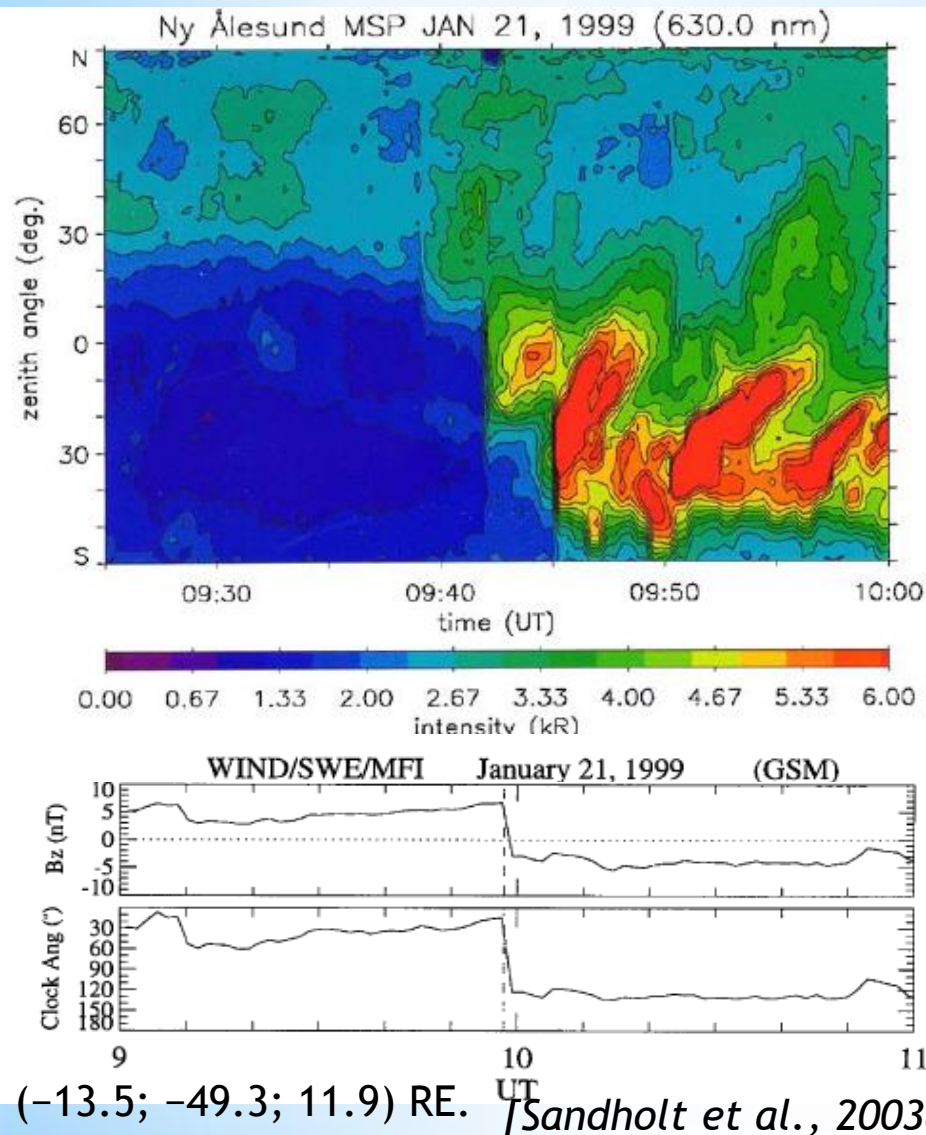 Ny Ålesund MSP JAN 21, 1999 (630.0 nm)
N
60
30
0
30
S
zenith angle (deg.)
09:30 09:40 09:50 10:00
time (UT)
0.00 0.67 1.33 2.00 2.67 3.33 4.00 4.67 5.33 6.00
intensity (kR)
WIND/SWE/MFI January 21, 1999 (GSM)
10
5
0
-5
-10
Bz (nT)
30
60
90
120
150
180
Clock Ang (°)
9 10 11
UT
(-13.5; -49.3; 11.9) RE.
[Sandholt et al., 2003